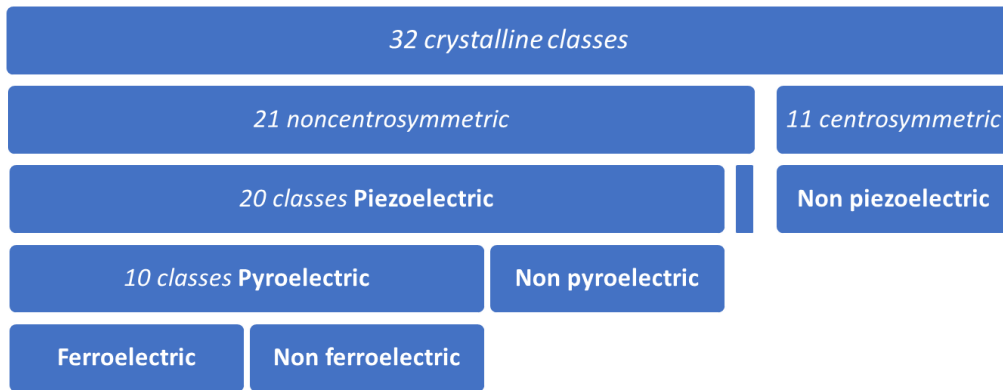 32 crystalline classes
21 noncentrosymmetric
11 centrosymmetric
20 classes Piezoelectric
Non piezoelectric
10 classes Pyroelectric
Non pyroelectric
Ferroelectric
Non ferroelectric